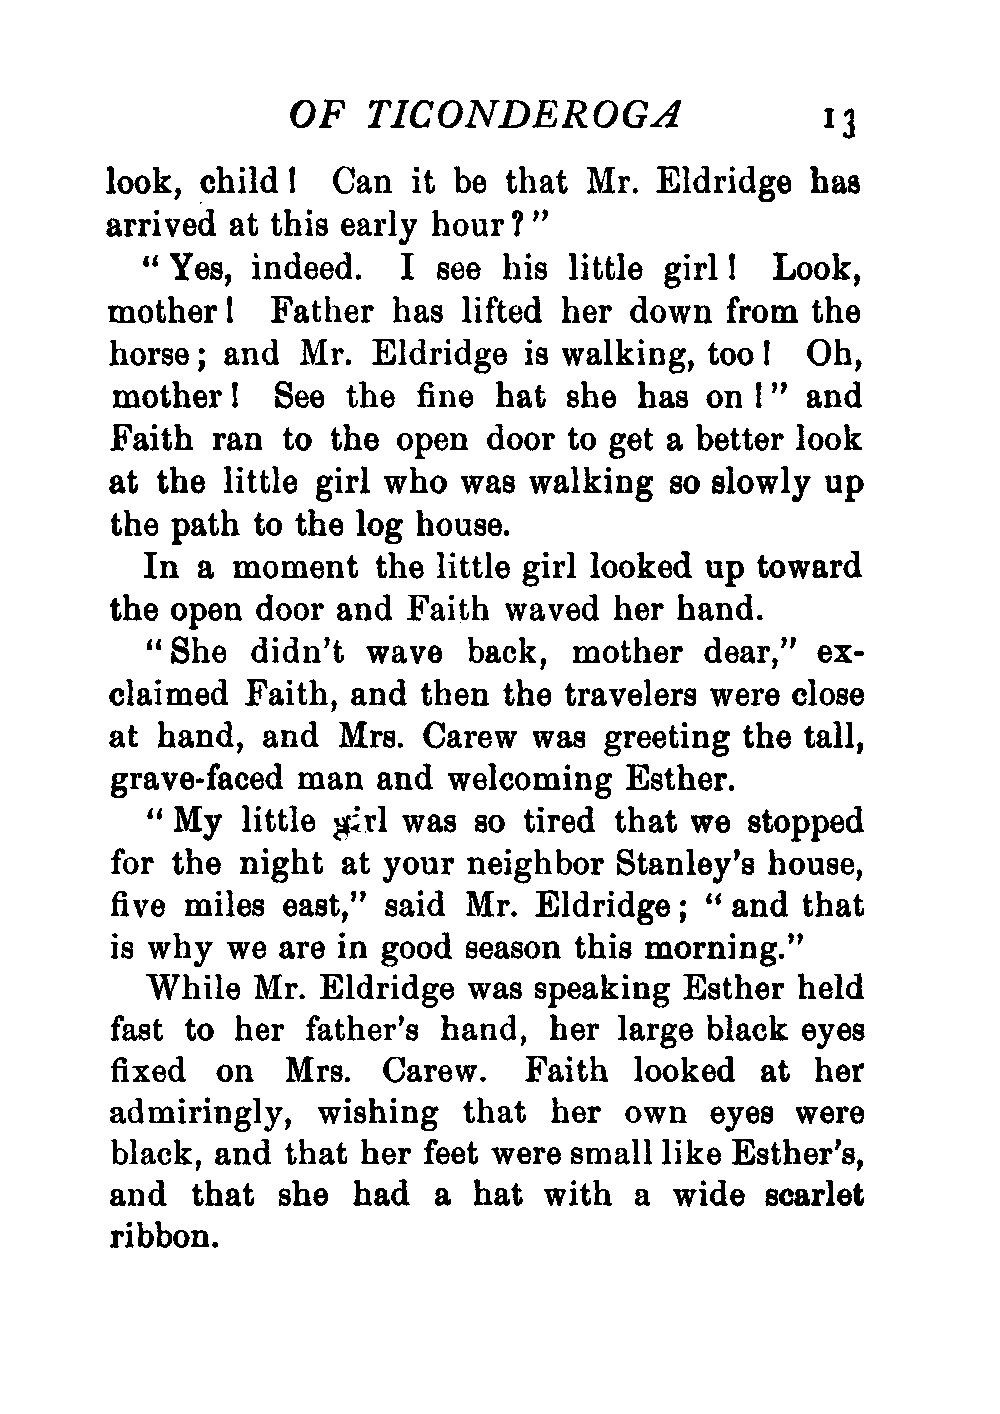 OF TICONDEROGA 13
look, child! Can it be that Mr. Eldridge has
arrived at this early hour?"
"Yes, indeed. I see his little girl! Look,
mother! Father has lifted her down from the
horse; and Mr. Eldridge is walking, too! Oh,
mother! See the fine hat she has on!" and
Faith ran to the open door to get a better look
at the little girl who was walking so slowly up
the path to the log house.
In a moment the little girl looked up toward
the open door and Faith waved her hand.
"She didn't wave back, mother dear," ex-
claimed Faith, and then the travelers were close
at hand, and Mrs. Carew was greeting the tall,
grave-faced man and welcoming Esther.
"My little girl was so tired that we stopped
for the night at your neighbor Stanley's house,
five miles east," said Mr. Eldridge; "and that
is why we are in good season this morning."
While Mr. Eldridge was speaking Esther held
fast to her father's hand, her large black eyes
fixed on Mrs. Carew. Faith looked at her
admiringly, wishing that her own eyes were
black, and that her feet were small like Esther's,
and that she had a hat with a wide scarlet
ribbon.